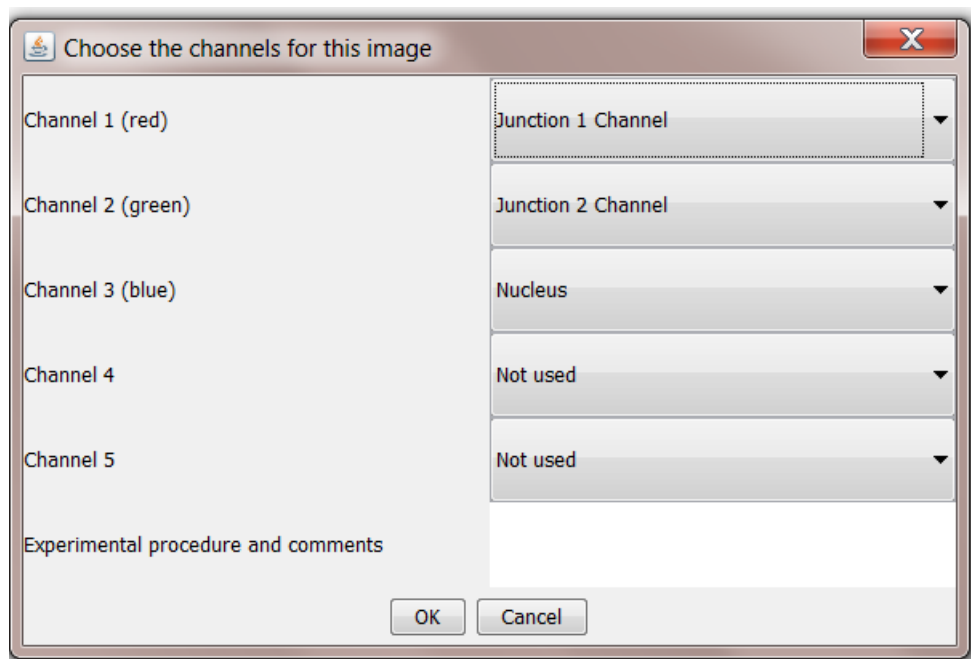 Choose the channels for this image
Channel 1 (red) Junction 1 Channel
Channel 2 (green) Junction 2 Channel
Channel 3 (blue) Nucleus
Channel 4 Not used
Channel 5 Not used
Experimental procedure and comments
OK Cancel